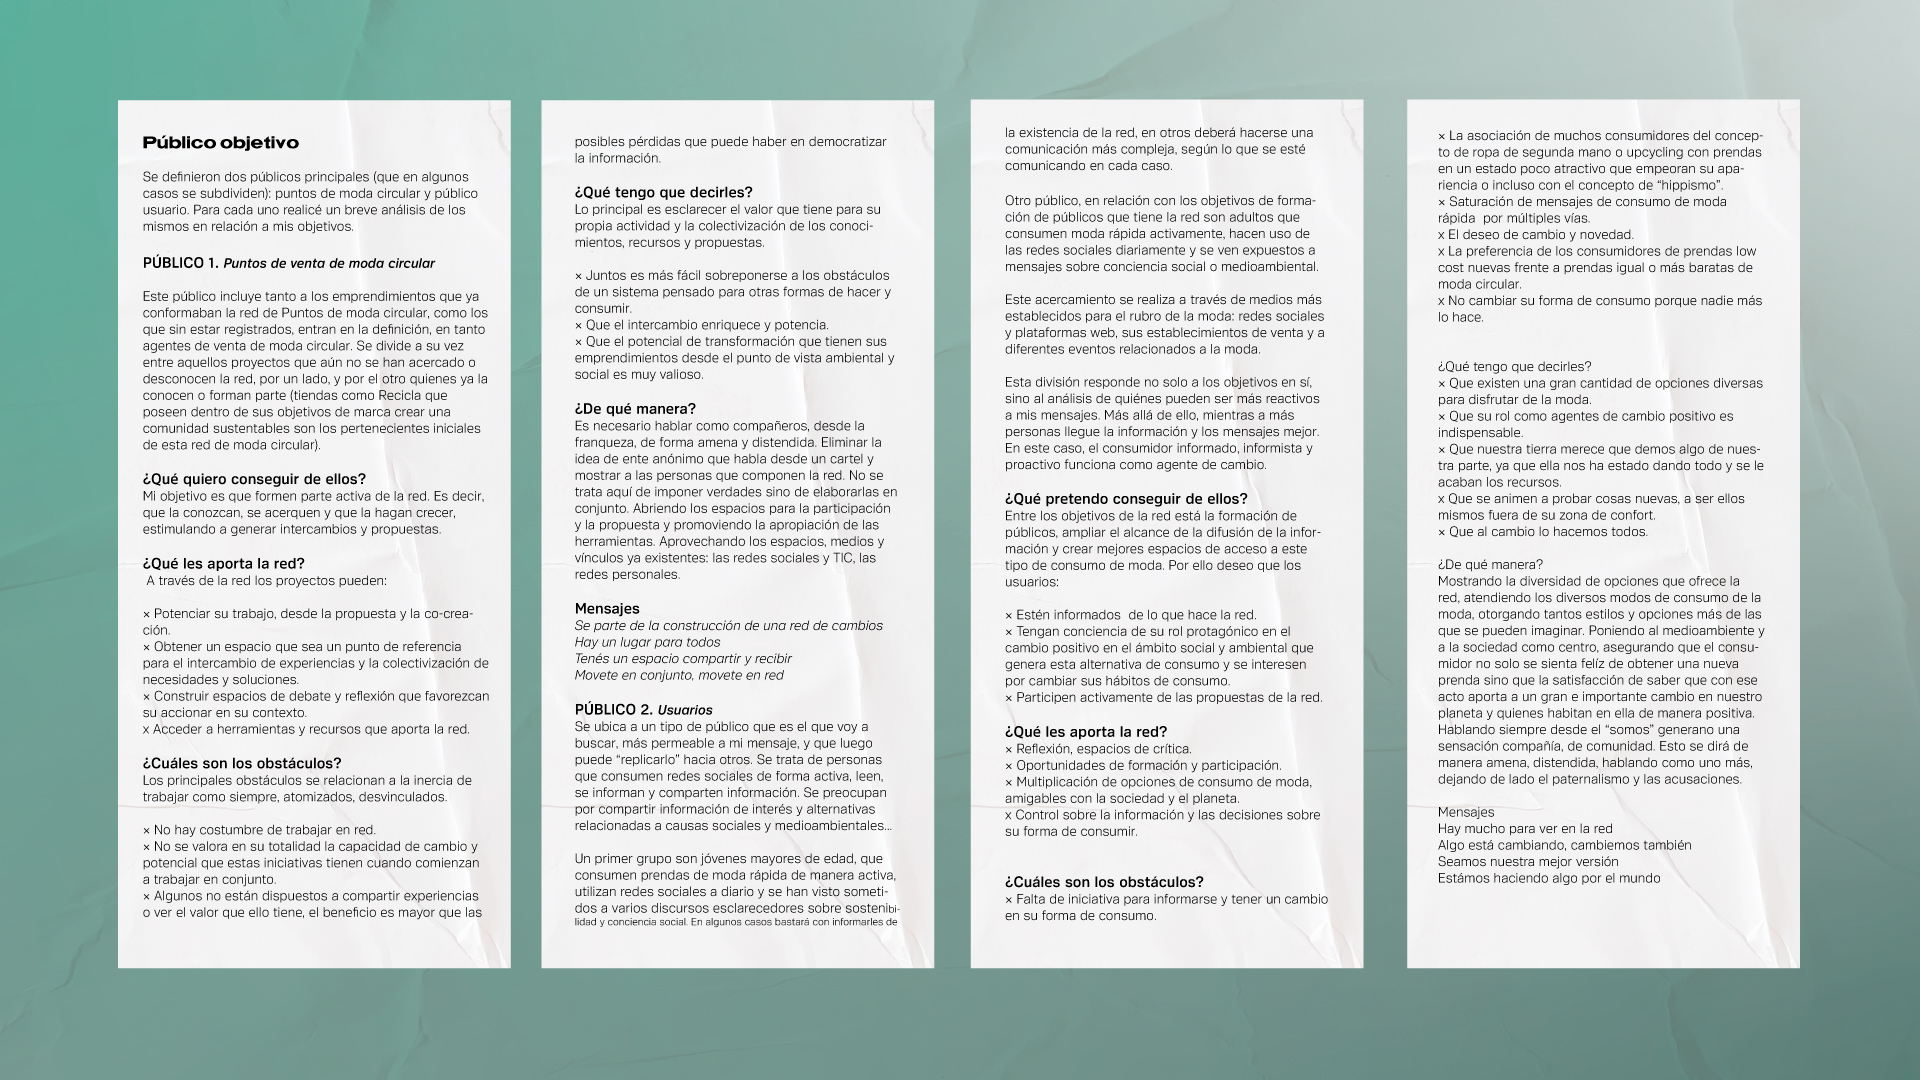 Público objetivo
Se definieron dos públicos principales (que en algunos
casos se subdividen): puntos de moda circular y público
usuario. Para cada uno realicé un breve análisis de los
mismos en relación a mis objetivos.
PÚBLICO 1. Puntos de venta de moda circular
Este público incluye tanto a los emprendimientos que ya
conformaban la red de Puntos de moda circular, como los
que sin estar registrados, entran en la definición, en tanto
agentes de venta de moda circular. Se divide a su vez
entre aquellos proyectos que aún no se han acercado o
desconocen la red, por un lado, y por el otro quienes ya la
conocen o forman parte (tiendas como Recicla que
poseen dentro de sus objetivos de marca crear una
comunidad sustentables son los pertenecientes iniciales
de esta red de moda circular).
¿Qué quiero conseguir de ellos?
Mi objetivo es que formen parte activa de la red. Es decir,
que la conozcan, se acerquen y que la hagan crecer,
estimulando a generar intercambios y propuestas.
¿Qué les aporta la red?
A través de la red los proyectos pueden:
× Potenciar su trabajo, desde la propuesta y la co-crea-
ción.
× Obtener un espacio que sea un punto de referencia
para el intercambio de experiencias y la colectivización de
necesidades y soluciones.
× Construir espacios de debate y reflexión que favorezcan
su accionar en su contexto.
x Acceder a herramientas y recursos que aporta la red.
¿Cuáles son los obstáculos?
Los principales obstáculos se relacionan a la inercia de
trabajar como siempre, atomizados, desvinculados.
× No hay costumbre de trabajar en red.
× No se valora en su totalidad la capacidad de cambio y
potencial que estas iniciativas tienen cuando comienzan
a trabajar en conjunto.
× Algunos no están dispuestos a compartir experiencias
o ver el valor que ello tiene, el beneficio es mayor que las
posibles pérdidas que puede haber en democratizar
la información.
¿Qué tengo que decirles?
Lo principal es esclarecer el valor que tiene para su
propia actividad y la colectivización de los conoci-
mientos, recursos y propuestas.
× Juntos es más fácil sobreponerse a los obstáculos
de un sistema pensado para otras formas de hacer y
consumir.
× Que el intercambio enriquece y potencia.
× Que el potencial de transformación que tienen sus
emprendimientos desde el punto de vista ambiental y
social es muy valioso.
¿De qué manera?
Es necesario hablar como compañeros, desde la
franqueza, de forma amena y distendida. Eliminar la
idea de ente anónimo que habla desde un cartel y
mostrar a las personas que componen la red. No se
trata aquí de imponer verdades sino de elaborarlas en
conjunto. Abriendo los espacios para la participación
y la propuesta y promoviendo la apropiación de las
herramientas. Aprovechando los espacios, medios y
vínculos ya existentes: las redes sociales y TIC, las
redes personales.
Mensajes
Se parte de la construcción de una red de cambios
Hay un lugar para todos
Tenés un espacio compartir y recibir
Movete en conjunto, movete en red
PÚBLICO 2. Usuarios
Se ubica a un tipo de público que es el que voy a
buscar, más permeable a mi mensaje, y que luego
puede “replicarlo” hacia otros. Se trata de personas
que consumen redes sociales de forma activa, leen,
se informan y comparten información. Se preocupan
por compartir información de interés y alternativas
relacionadas a causas sociales y medioambientales...
Un primer grupo son jóvenes mayores de edad, que
consumen prendas de moda rápida de manera activa,
utilizan redes sociales a diario y se han visto someti-
dos a varios discursos esclarecedores sobre sostenibi-
lidad y conciencia social. En algunos casos bastará con informarles de
la existencia de la red, en otros deberá hacerse una
comunicación más compleja, según lo que se esté
comunicando en cada caso.
Otro público, en relación con los objetivos de forma-
ción de públicos que tiene la red son adultos que
consumen moda rápida activamente, hacen uso de
las redes sociales diariamente y se ven expuestos a
mensajes sobre conciencia social o medioambiental.
Este acercamiento se realiza a través de medios más
establecidos para el rubro de la moda: redes sociales
y plataformas web, sus establecimientos de venta y a
diferentes eventos relacionados a la moda.
Esta división responde no solo a los objetivos en sí,
sino al análisis de quiénes pueden ser más reactivos
a mis mensajes. Más allá de ello, mientras a más
personas llegue la información y los mensajes mejor.
En este caso, el consumidor informado, informista y
proactivo funciona como agente de cambio.
¿Qué pretendo conseguir de ellos?
Entre los objetivos de la red está la formación de
públicos, ampliar el alcance de la difusión de la infor-
mación y crear mejores espacios de acceso a este
tipo de consumo de moda. Por ello deseo que los
usuarios:
× Estén informados  de lo que hace la red.
× Tengan conciencia de su rol protagónico en el
cambio positivo en el ámbito social y ambiental que
genera esta alternativa de consumo y se interesen
por cambiar sus hábitos de consumo.
× Participen activamente de las propuestas de la red.
¿Qué les aporta la red?
× Reflexión, espacios de crítica.
× Oportunidades de formación y participación.
× Multiplicación de opciones de consumo de moda,
amigables con la sociedad y el planeta.
x Control sobre la información y las decisiones sobre
su forma de consumir.
¿Cuáles son los obstáculos?
× Falta de iniciativa para informarse y tener un cambio
en su forma de consumo.
× La asociación de muchos consumidores del concep-
to de ropa de segunda mano o upcycling con prendas
en un estado poco atractivo que empeoran su apa-
riencia o incluso con el concepto de “hippismo”.
× Saturación de mensajes de consumo de moda
rápida  por múltiples vías.
x El deseo de cambio y novedad.
x La preferencia de los consumidores de prendas low
cost nuevas frente a prendas igual o más baratas de
moda circular.
x No cambiar su forma de consumo porque nadie más
lo hace.
¿Qué tengo que decirles?
× Que existen una gran cantidad de opciones diversas
para disfrutar de la moda.
× Que su rol como agentes de cambio positivo es
indispensable.
× Que nuestra tierra merece que demos algo de nues-
tra parte, ya que ella nos ha estado dando todo y se le
acaban los recursos.
x Que se animen a probar cosas nuevas, a ser ellos
mismos fuera de su zona de confort.
× Que al cambio lo hacemos todos.
¿De qué manera?
Mostrando la diversidad de opciones que ofrece la
red, atendiendo los diversos modos de consumo de la
moda, otorgando tantos estilos y opciones más de las
que se pueden imaginar. Poniendo al medioambiente y
a la sociedad como centro, asegurando que el consu-
midor no solo se sienta felíz de obtener una nueva
prenda sino que la satisfacción de saber que con ese
acto aporta a un gran e importante cambio en nuestro
planeta y quienes habitan en ella de manera positiva.
Hablando siempre desde el “somos” generano una
sensación compañía, de comunidad. Esto se dirá de
manera amena, distendida, hablando como uno más,
dejando de lado el paternalismo y las acusaciones.
Mensajes
Hay mucho para ver en la red
Algo está cambiando, cambiemos también
Seamos nuestra mejor versión
Estámos haciendo algo por el mundo